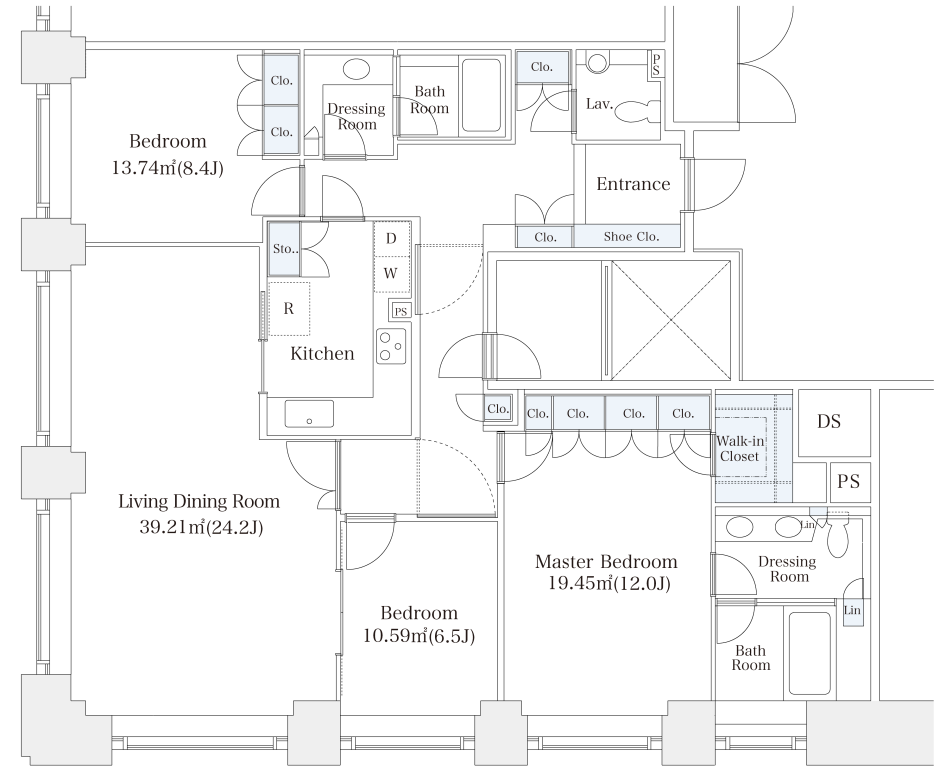 Clo.
Clo.
Bedroom
13.74㎡(8.4J)
Dressing
Room
Bath
Room
Clo.
Lav.
P
S
Entrance
Clo.
Shoe Clo.
Sto..
D
W
R
PS
Kitchen
Clo.
Clo.
Clo.
Clo.
Clo.
Walk-in
Closet
DS
PS
Living Dining Room
39.21㎡(24.2J)
Bedroom
10.59㎡(6.5J)
Master Bedroom
19.45㎡(12.0J)
Lin
Dressing
Room
Lin
Bath
Room